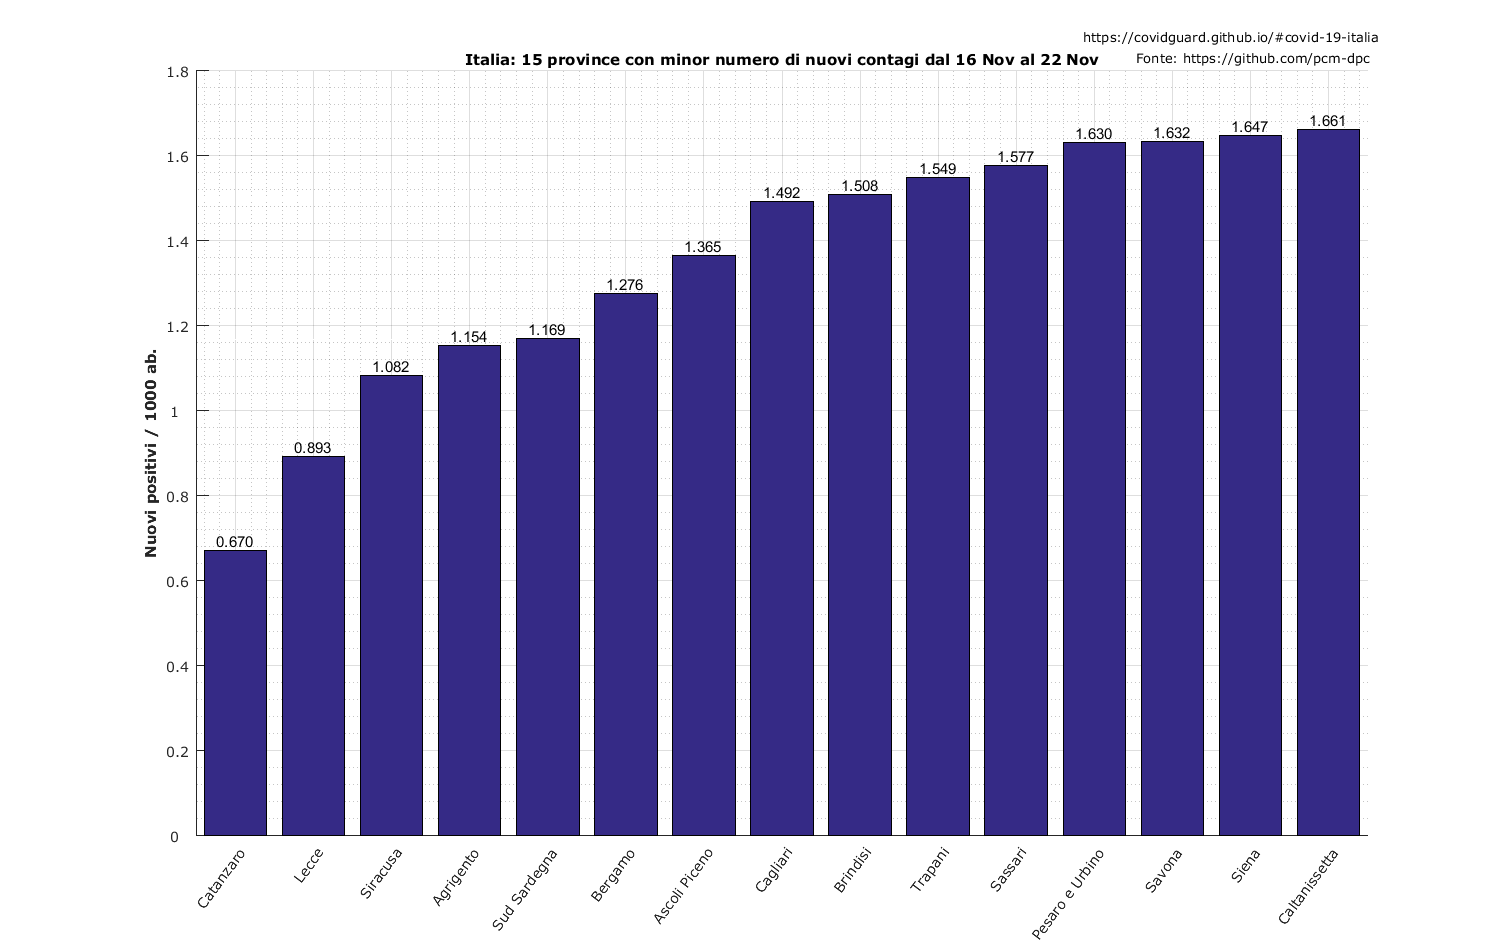 https://covidguard.github.io/#covid-19-italia
Italia: 15 province con minor numero di nuovi contagi dal 16 Nov al 22 Nov
Fonte: https://github.com/pcm-dpc
Nuovi positivi / 1000 ab.
1.8
1.6
1.4
1.2
1
0.8
0.6
0.4
0.2
0
0.670
0.893
1.082
1.154
1.169
1.276
1.365
1.492
1.508
1.549
1.577
1.630
1.632
1.647
1.661
Catanzaro
Lecce
Siracusa
Agrigento
Sud Sardegna
Bergamo
Ascoli Piceno
Cagliari
Brindisi
Trapani
Sassari
Pesaro e Urbino
Savona
Siena
Caltanissetta